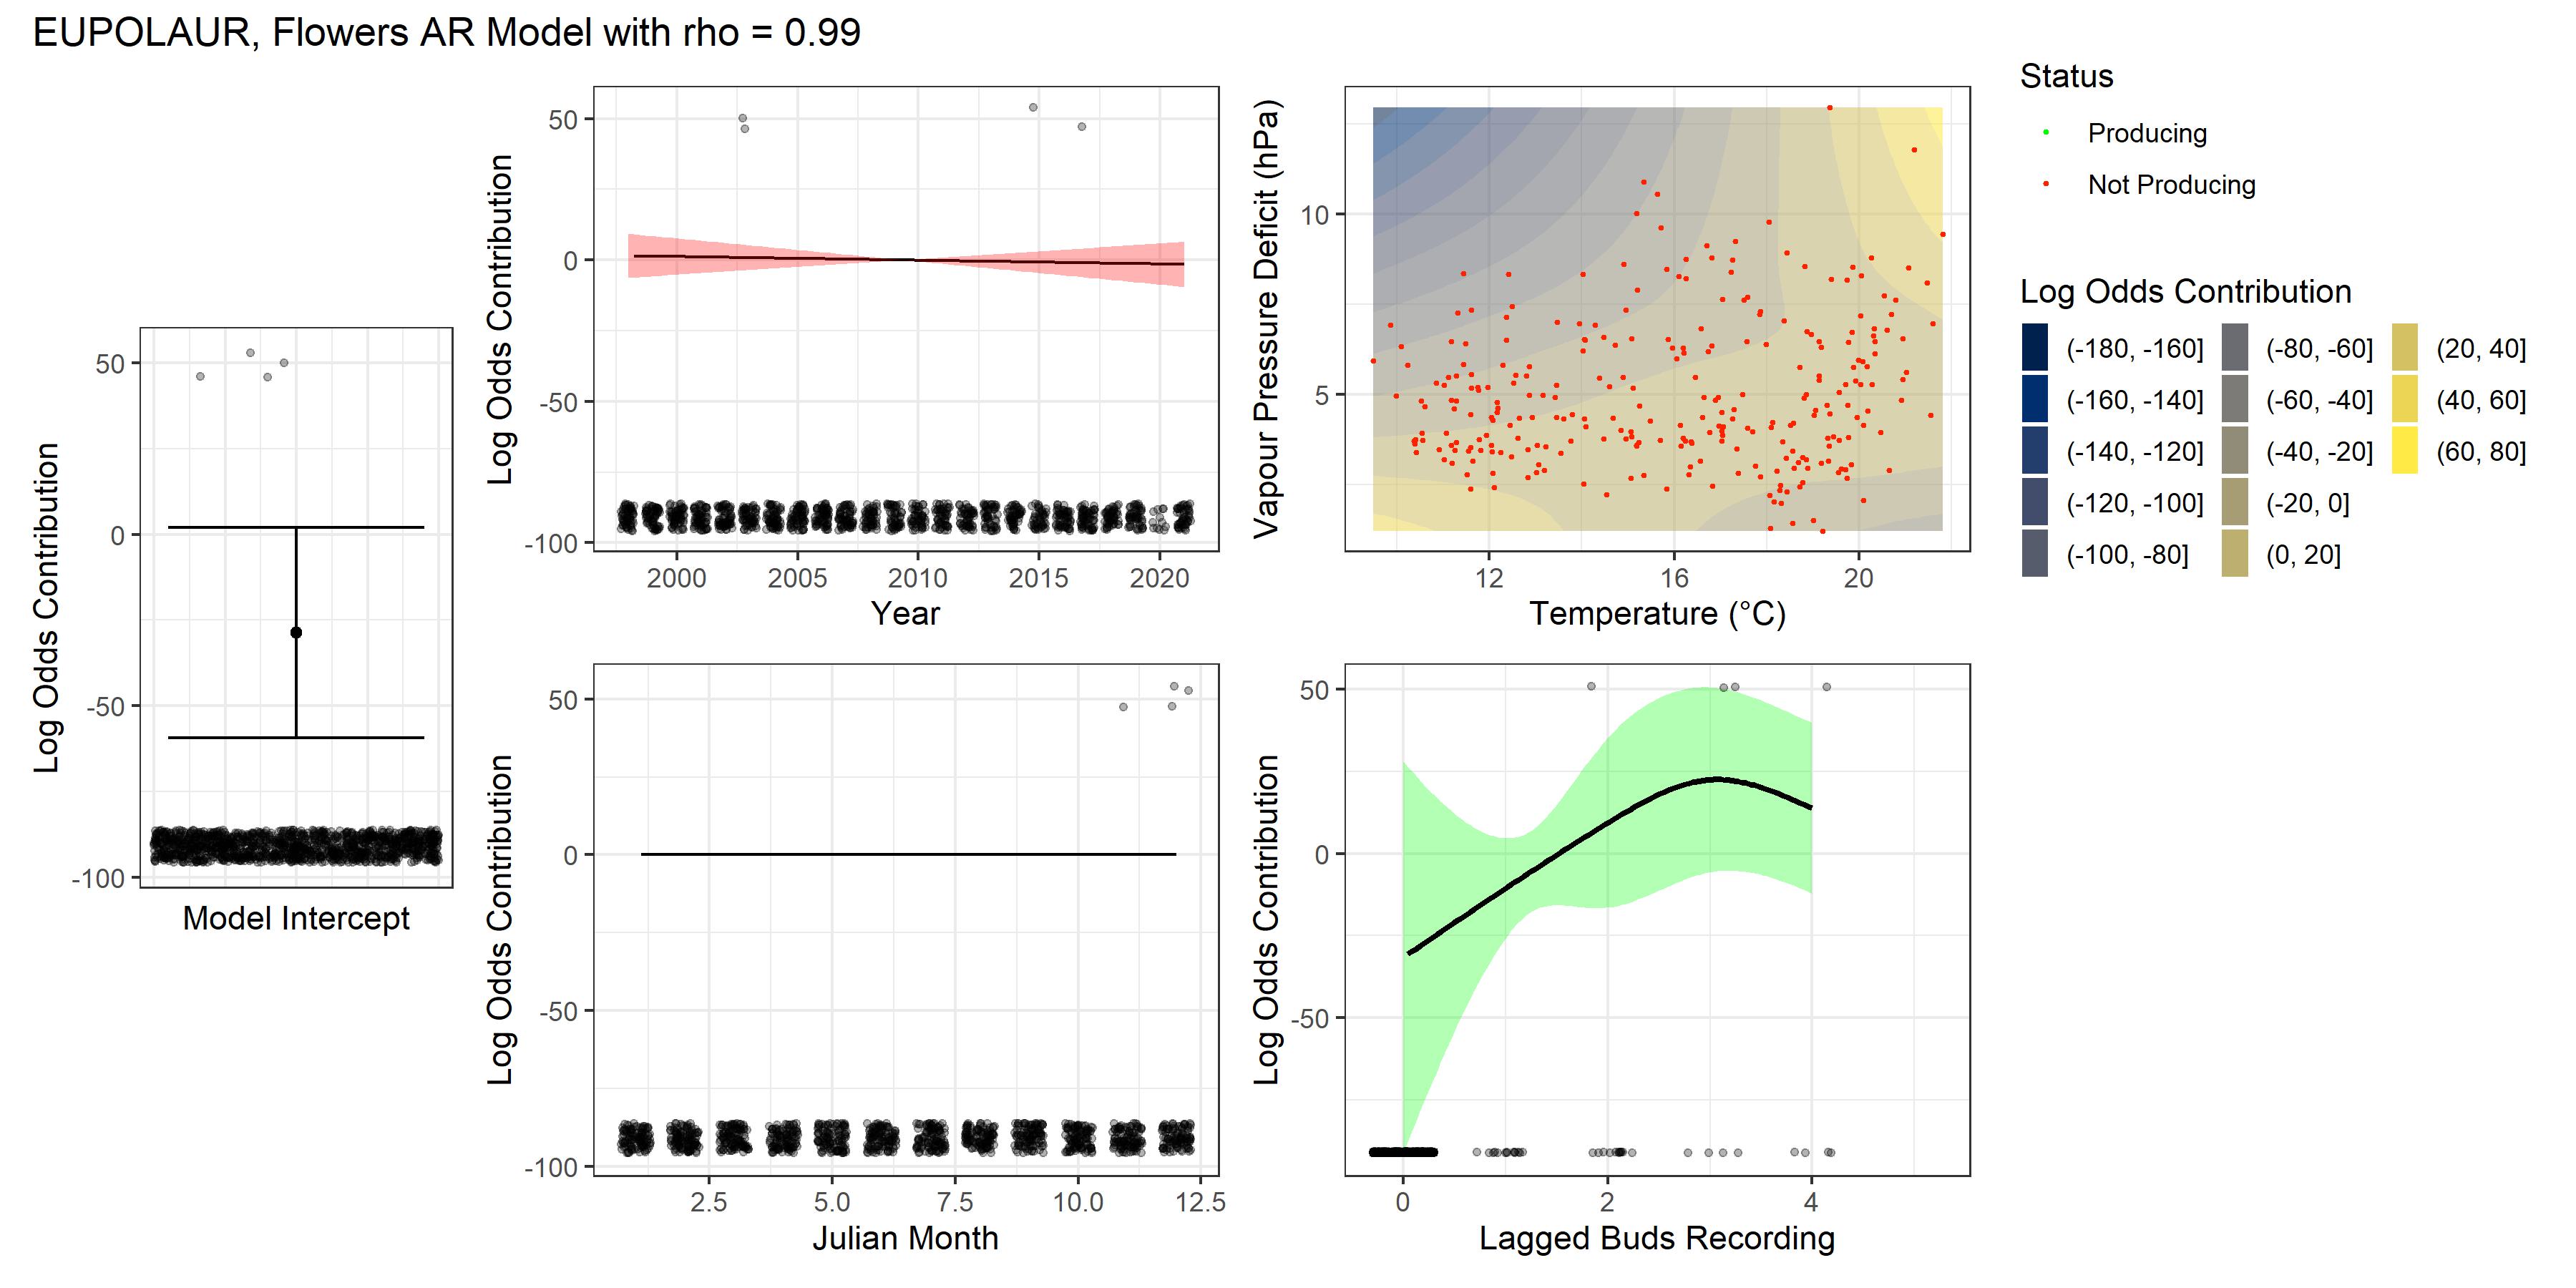 EUPOLAUR, Flowers AR Model with rho = 0.99
Log Odds Contribution
50
0
-50
-100
Model Intercept
Log Odds Contribution
50
0
-50
-100
2000 2005 2010 2015 2020
Year
Vapour Pressure Deficit (hPa)
10
5
12 16 20
Temperature (°C)
Log Odds Contribution
50
0
-50
-100
2.5 5.0 7.5 10.0 12.5
Julian Month
Log Odds Contribution
50
0
-50
0 2 4
Lagged Buds Recording
Status
Producing
Not Producing
Log Odds Contribution
(-180, -160] (-80, -60] (20, 40]
(-160, -140] (-60, -40] (40, 60]
(-140, -120] (-40, -20] (60, 80]
(-120, -100] (-20, 0]
(-100, -80] (0, 20]